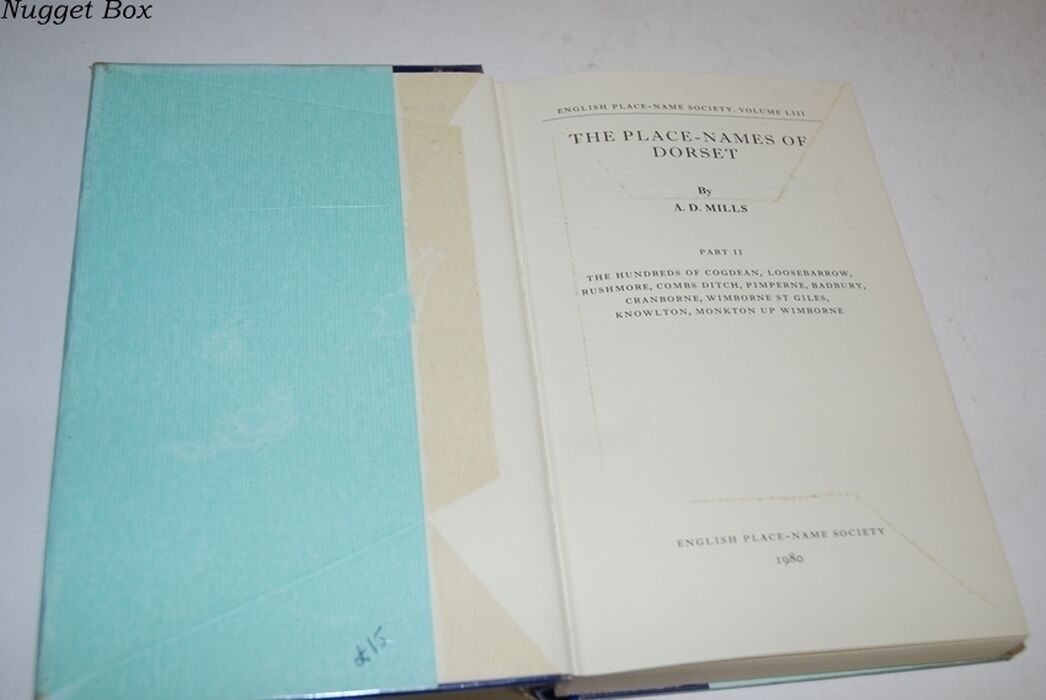 Nugget Box
ENGLISH PLACE-NAME SOCIETY. VOLUME LIII
THE PLACE-NAMES OF
DORSET
By
A. D. MILLS
PART II
THE HUNDREDS OF COGDEAN, LOOSEBARROW,
RUSHMORE, COMBS DITCH, PIMPERNE, BADBURY,
CRANBORNE, WIMBORNE ST GILES,
KNOWLTON, MONKTON UP WIMBORNE
ENGLISH PLACE-NAME SOCIETY
1980
£15